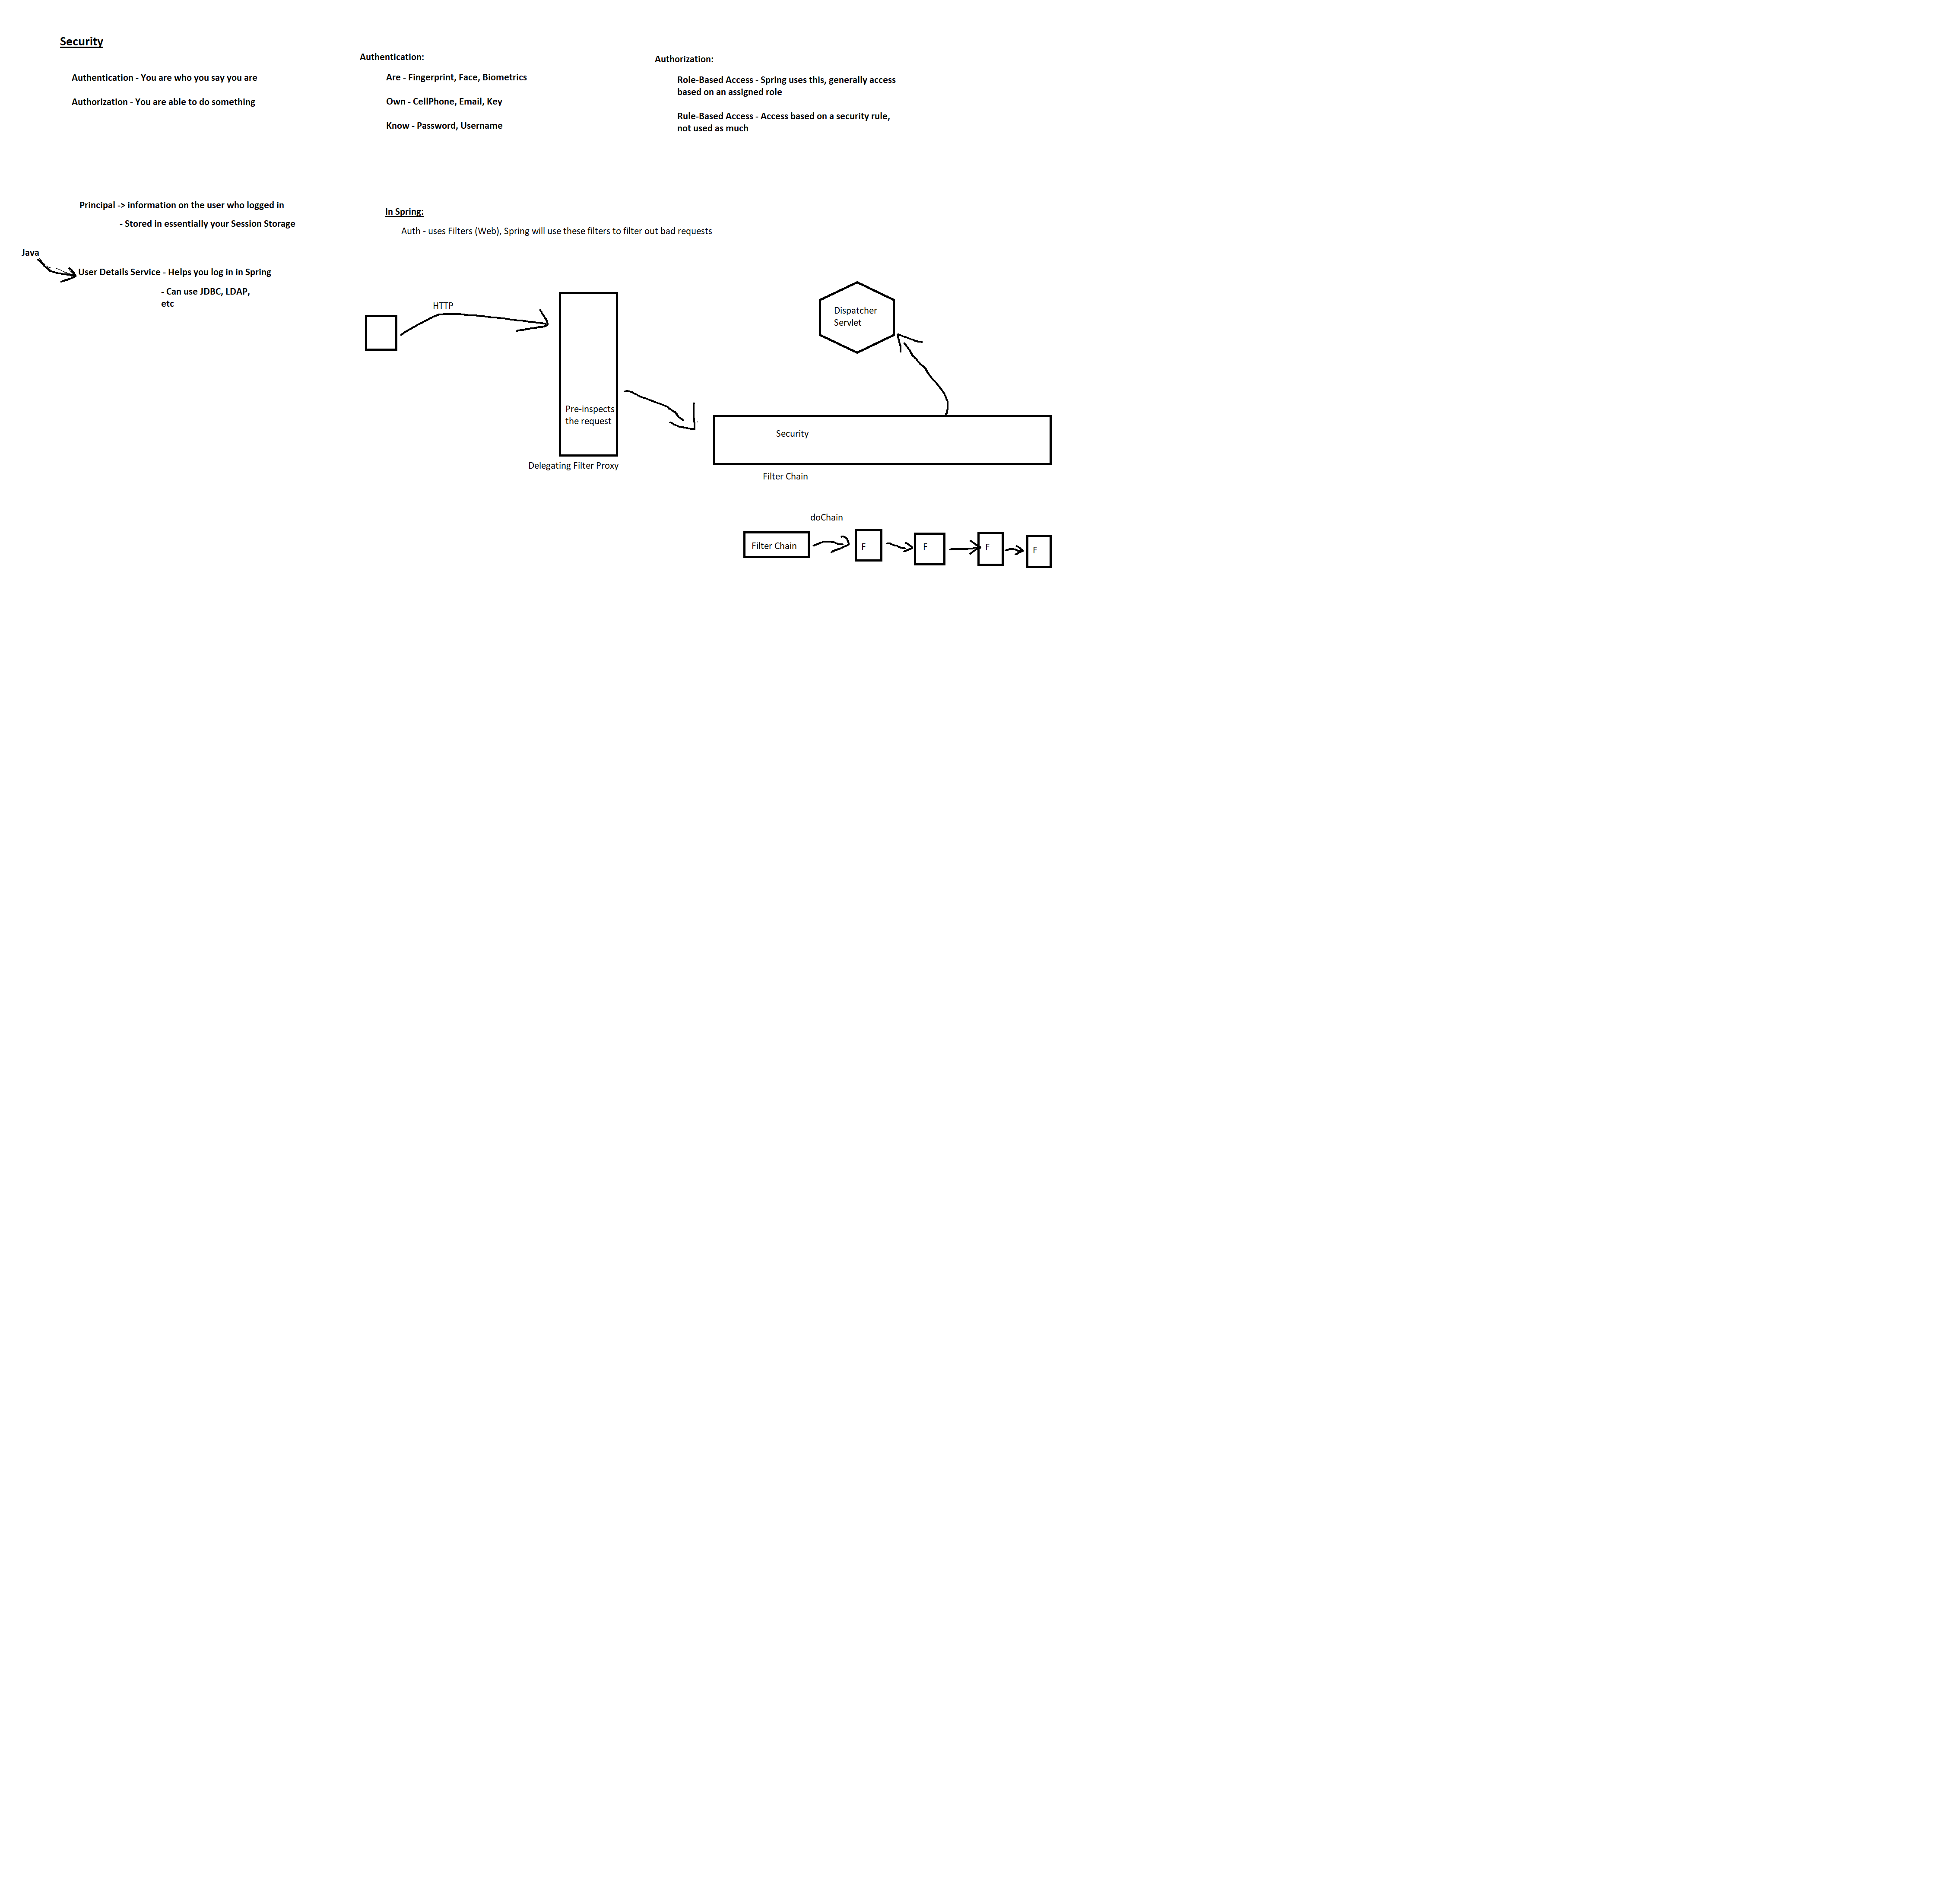 Security
Authentication - You are who you say you are
Authorization - You are able to do something
Authentication:
Are - Fingerprint, Face, Biometrics
Own - CellPhone, Email, Key
Know - Password, Username
Authorization:
Role-Based Access - Spring uses this, generally access
based on an assigned role
Rule-Based Access - Access based on a security rule,
not used as much
Principal -> information on the user who logged in
- Stored in essentially your Session Storage
Java
User Details Service - Helps you log in in Spring
- Can use JDBC, LDAP,
etc
In Spring:
Auth - uses Filters (Web), Spring will use these filters to filter out bad requests
HTTP
Pre-inspects
the request
Delegating Filter Proxy
Dispatcher
Servlet
Security
Filter Chain
doChain
Filter Chain
F
F
F
F